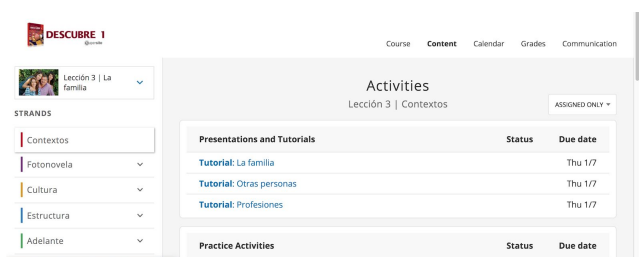 DESCUBRE 1
Course Content Calendar Grades Communication
Lección 3 | La
familia
STRANDS
Contextos
Fotonovela
Cultura
Estructura
Adelante
Activities
Lección 3 | Contextos
ASSIGNED ONLY
Presentations and Tutorials Status Due date
Tutorial: La familia Thu 1/7
Tutorial: Otras personas Thu 1/7
Tutorial: Profesiones Thu 1/7
Practice Activities Status Due date